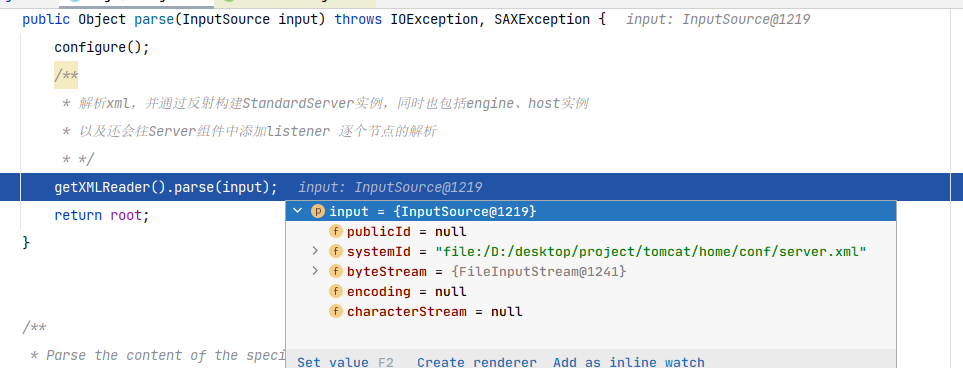 public Object parse(InputSource input) throws IOException, SAXException {   input: InputSource@1219
configure();
/**
* 解析xml，并通过反射构建StandardServer实例，同时也包括engine、host实例
* 以及还会往Server组件中添加listener 逐个节点的解析
* */
getXMLReader().parse(input);   input: InputSource@1219
return root;
}
p input = {InputSource@1219}
f publicId = null
f systemId = "file:/D:/desktop/project/tomcat/home/conf/server.xml"
f byteStream = {FileInputStream@1241}
f encoding = null
f characterStream = null
/**
* Parse the content of the speci
Set value F2   Create renderer   Add as inline watch